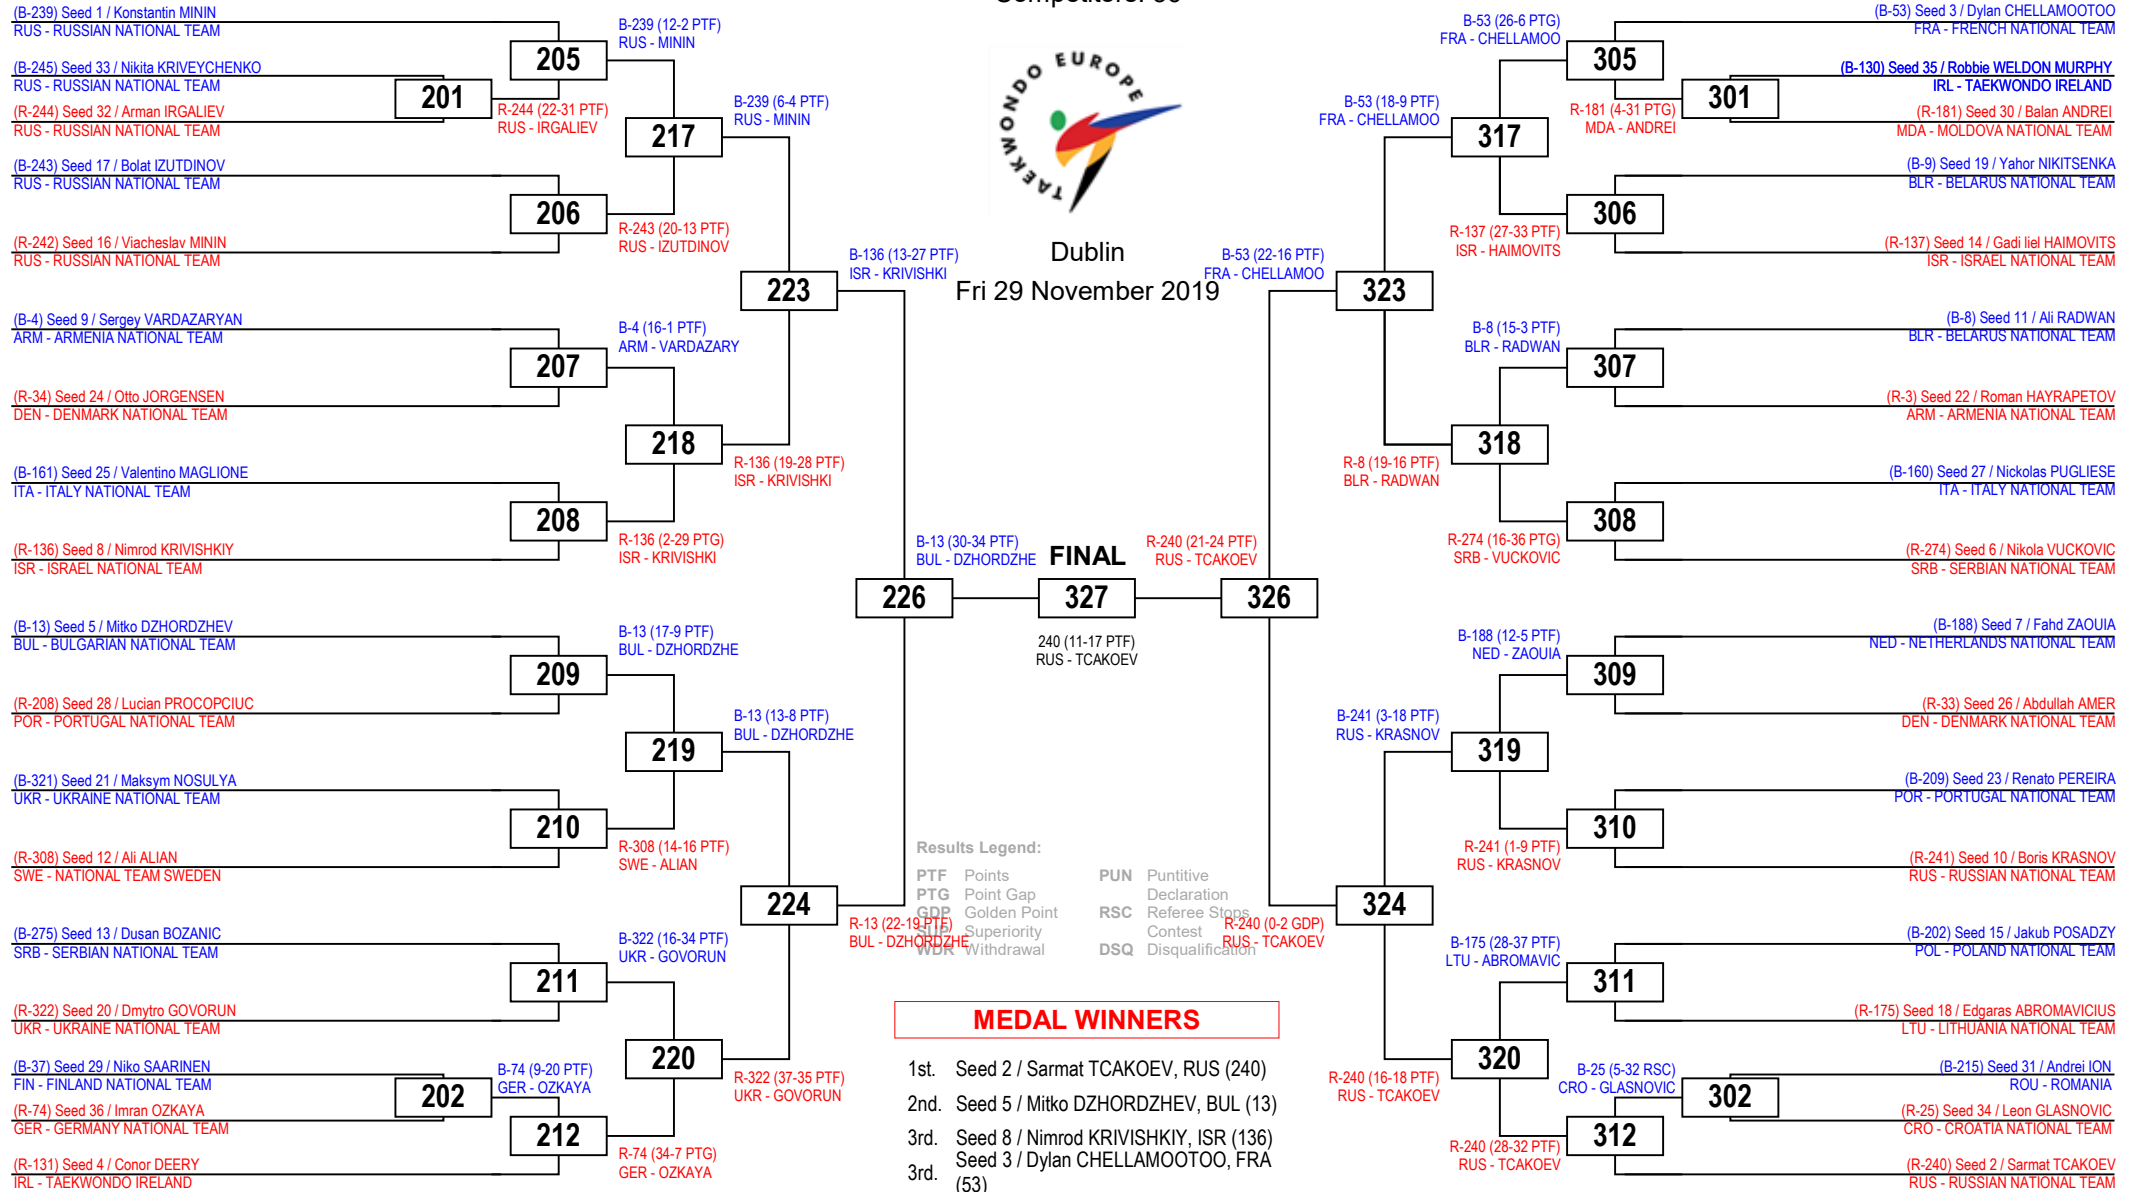 (B-239) Seed 1 / Konstantin MININ
RUS - RUSSIAN NATIONAL TEAM
(B-245) Seed 33 / Nikita KRIVEYCHENKO
RUS - RUSSIAN NATIONAL TEAM
(R-244) Seed 32 / Arman IRGALIEV
RUS - RUSSIAN NATIONAL TEAM
(B-243) Seed 17 / Bolat IZUTDINOV
RUS - RUSSIAN NATIONAL TEAM
(R-242) Seed 16 / Viacheslav MININ
RUS - RUSSIAN NATIONAL TEAM
(B-4) Seed 9 / Sergey VARDAZARYAN
ARM - ARMENIA NATIONAL TEAM
(R-34) Seed 24 / Otto JORGENSEN
DEN - DENMARK NATIONAL TEAM
(B-161) Seed 25 / Valentino MAGLIONE
ITA - ITALY NATIONAL TEAM
(R-136) Seed 8 / Nimrod KRIVISHKIY
ISR - ISRAEL NATIONAL TEAM
(B-13) Seed 5 / Mitko DZHORDZHEV
BUL - BULGARIAN NATIONAL TEAM
(R-208) Seed 28 / Lucian PROCOPCIUC
POR - PORTUGAL NATIONAL TEAM
(B-321) Seed 21 / Maksym NOSULYA
UKR - UKRAINE NATIONAL TEAM
(R-308) Seed 12 / Ali ALIAN
SWE - NATIONAL TEAM SWEDEN
(B-275) Seed 13 / Dusan BOZANIC
SRB - SERBIAN NATIONAL TEAM
(R-322) Seed 20 / Dmytro GOVORUN
UKR - UKRAINE NATIONAL TEAM
(B-37) Seed 29 / Niko SAARINEN
FIN - FINLAND NATIONAL TEAM
(R-74) Seed 36 / Imran OZKAYA
GER - GERMANY NATIONAL TEAM
(R-131) Seed 4 / Conor DEERY
IRL - TAEKWONDO IRELAND
201
202
R-244 (22-31 PTF)
RUS - IRGALIEV
B-74 (9-20 PTF)
GER - OZKAYA
205
206
207
208
209
210
211
212
B-239 (12-2 PTF)
RUS - MININ
R-243 (20-13 PTF)
RUS - IZUTDINOV
B-4 (16-1 PTF)
ARM - VARDAZARY
R-136 (2-29 PTG)
ISR - KRIVISHKI
B-13 (17-9 PTF)
BUL - DZHORDZHE
R-308 (14-16 PTF)
SWE - ALIAN
B-322 (16-34 PTF)
UKR - GOVORUN
R-74 (34-7 PTG)
GER - OZKAYA
217
218
219
220
B-239 (6-4 PTF)
RUS - MININ
R-136 (19-28 PTF)
ISR - KRIVISHKI
B-13 (13-8 PTF)
BUL - DZHORDZHE
R-322 (37-35 PTF)
UKR - GOVORUN
223
224
B-136 (13-27 PTF)
ISR - KRIVISHKI
R-13 (22-19 PTF)
BUL - DZHORDZHE
226
B-13 (30-34 PTF)
BUL - DZHORDZHE
TAEKWONDO EUROPE
Dublin
Fri 29 November 2019
FINAL
327
240 (11-17 PTF)
RUS - TCAKOEV
Results Legend:
PTF Points
PTG Point Gap
GDP Golden Point
SUP Superiority
WDR Withdrawal
PUN Puntitive
Declaration
RSC Referee Stops
Contest
DSQ Disqualification
MEDAL WINNERS
1st. Seed 2 / Sarmat TCAKOEV, RUS (240)
2nd. Seed 5 / Mitko DZHORDZHEV, BUL (13)
3rd. Seed 8 / Nimrod KRIVISHKIY, ISR (136)
3rd. Seed 3 / Dylan CHELLAMOOTOO, FRA
(53)
R-240 (21-24 PTF)
RUS - TCAKOEV
326
B-53 (22-16 PTF)
FRA - CHELLAMOO
R-240 (0-2 GDP)
RUS - TCAKOEV
323
324
B-53 (18-9 PTF)
FRA - CHELLAMOO
R-8 (19-16 PTF)
BLR - RADWAN
B-241 (3-18 PTF)
RUS - KRASNOV
R-240 (16-18 PTF)
RUS - TCAKOEV
317
318
319
320
B-53 (26-6 PTG)
FRA - CHELLAMOO
R-137 (27-33 PTF)
ISR - HAIMOVITS
B-8 (15-3 PTF)
BLR - RADWAN
R-274 (16-36 PTG)
SRB - VUCKOVIC
B-188 (12-5 PTF)
NED - ZAOUIA
R-241 (1-9 PTF)
RUS - KRASNOV
B-175 (28-37 PTF)
LTU - ABROMAVIC
R-240 (28-32 PTF)
RUS - TCAKOEV
305
306
307
308
309
310
311
312
R-181 (4-31 PTG)
MDA - ANDREI
B-25 (5-32 RSC)
CRO - GLASNOVIC
301
302
(B-53) Seed 3 / Dylan CHELLAMOOTOO
FRA - FRENCH NATIONAL TEAM
(B-130) Seed 35 / Robbie WELDON MURPHY
IRL - TAEKWONDO IRELAND
(R-181) Seed 30 / Balan ANDREI
MDA - MOLDOVA NATIONAL TEAM
(B-9) Seed 19 / Yahor NIKITSENKA
BLR - BELARUS NATIONAL TEAM
(R-137) Seed 14 / Gadi liel HAIMOVITS
ISR - ISRAEL NATIONAL TEAM
(B-8) Seed 11 / Ali RADWAN
BLR - BELARUS NATIONAL TEAM
(R-3) Seed 22 / Roman HAYRAPETOV
ARM - ARMENIA NATIONAL TEAM
(B-160) Seed 27 / Nickolas PUGLIESE
ITA - ITALY NATIONAL TEAM
(R-274) Seed 6 / Nikola VUCKOVIC
SRB - SERBIAN NATIONAL TEAM
(B-188) Seed 7 / Fahd ZAOUIA
NED - NETHERLANDS NATIONAL TEAM
(R-33) Seed 26 / Abdullah AMER
DEN - DENMARK NATIONAL TEAM
(B-209) Seed 23 / Renato PEREIRA
POR - PORTUGAL NATIONAL TEAM
(R-241) Seed 10 / Boris KRASNOV
RUS - RUSSIAN NATIONAL TEAM
(B-202) Seed 15 / Jakub POSADZY
POL - POLAND NATIONAL TEAM
(R-175) Seed 18 / Edgaras ABROMAVICIUS
LTU - LITHUANIA NATIONAL TEAM
(B-215) Seed 31 / Andrei ION
ROU - ROMANIA
(R-25) Seed 34 / Leon GLASNOVIC
CRO - CROATIA NATIONAL TEAM
(R-240) Seed 2 / Sarmat TCAKOEV
RUS - RUSSIAN NATIONAL TEAM